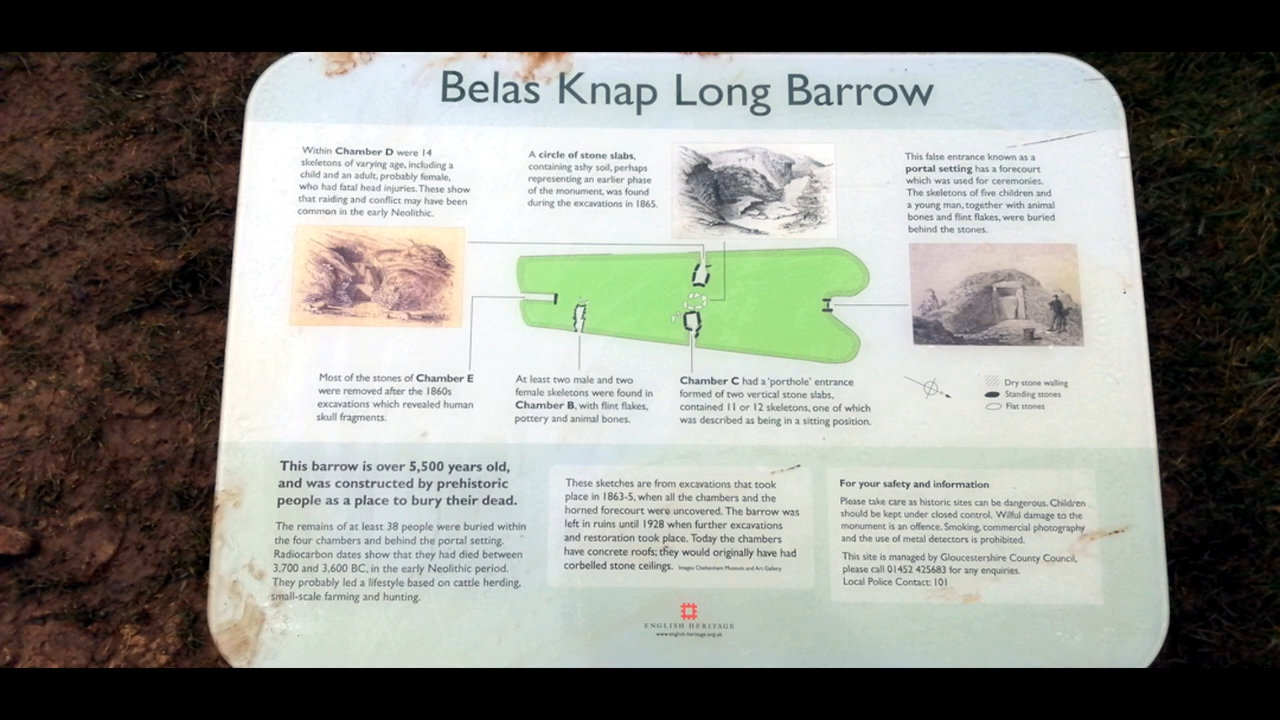 Belas Knap Long Barrow
Within Chamber D were 14
skeletons of varying age, including a
child and an adult, probably female,
who had fatal head injuries. These show
that raiding and conflict may have been
common in the early Neolithic.
A circle of stone slabs,
containing ashy soil, perhaps
representing an earlier phase
of the monument, was found
during the excavations in 1865.
This false entrance known as a
portal setting has a forecourt
which was used for ceremonies.
The skeletons of five children and
a young man, together with animal
bones and flint flakes, were buried
behind the stones.
Most of the stones of Chamber E
were removed after the 1860s
excavations which revealed human
skull fragments.
At least two male and two
female skeletons were found in
Chamber B, with flint flakes,
pottery and animal bones.
Chamber C had a 'porthole' entrance
formed of two vertical stone slabs,
contained 11 or 12 skeletons, one of which
was described as being in a sitting position.
Dry stone walling
Standing stones
Flat stones
This barrow is over 5,500 years old,
and was constructed by prehistoric
people as a place to bury their dead.
The remains of at least 38 people were buried within
the four chambers and behind the portal setting.
Radiocarbon dates show that they had died between
3,700 and 3,600 BC, in the early Neolithic period.
They probably led a lifestyle based on cattle herding,
small-scale farming and hunting.
These sketches are from excavations that took
place in 1863-5, when all the chambers and the
horned forecourt were uncovered. The barrow was
left in ruins until 1928 when further excavations
and restoration took place. Today the chambers
have concrete roofs; they would originally have had
corbelled stone ceilings. Images Cheltenham Museum and Art Gallery
For your safety and information
Please take care as historic sites can be dangerous. Children
should be kept under closed control. Wilful damage to the
monument is an offence. Smoking, commercial photography
and the use of metal detectors is prohibited.
This site is managed by Gloucestershire County Council,
please call 01452 425683 for any enquiries.
Local Police Contact: 101
ENGLISH HERITAGE
www.english-heritage.org.uk